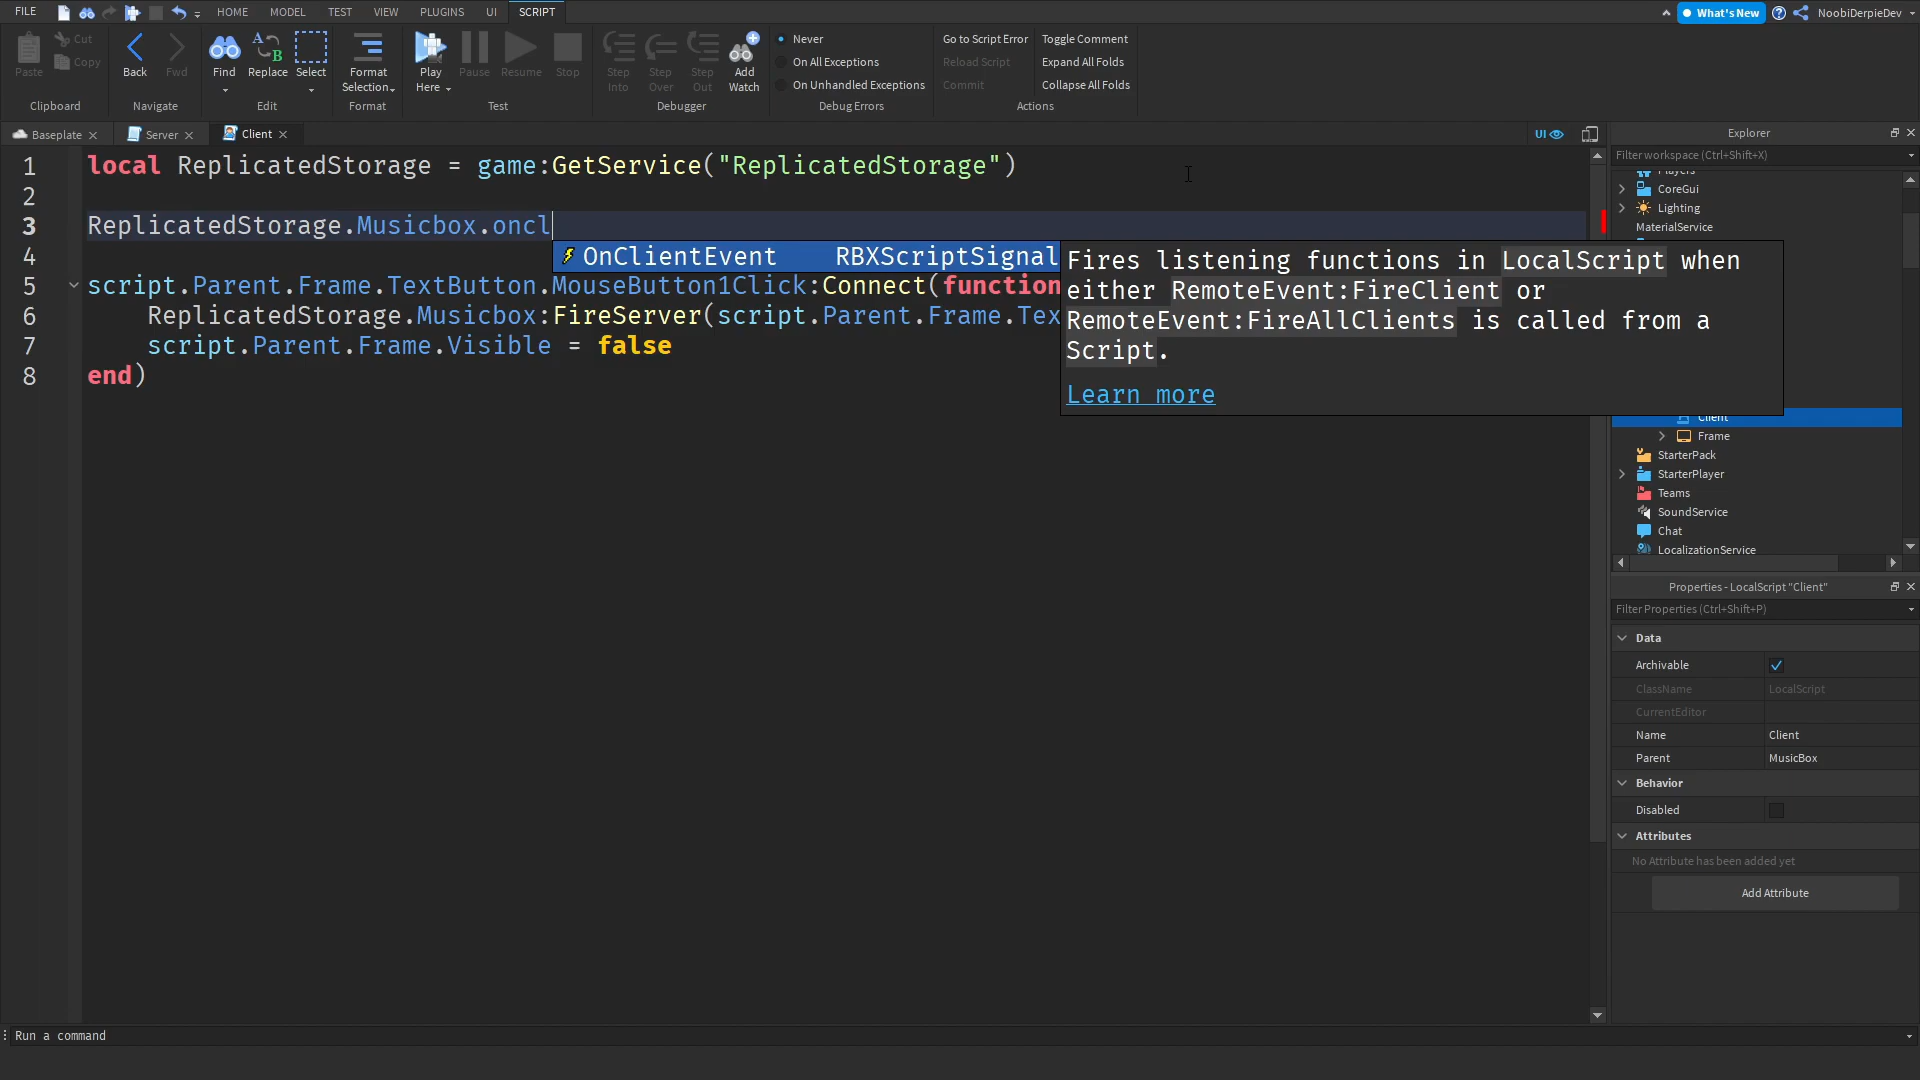 FILE HOME MODEL TEST VIEW PLUGINS UI SCRIPT What's New NoobiDerpieDev
Paste Cut Copy
Clipboard
Back Fwd
Navigate
Find Replace Select
Edit
Format Selection
Format
Play Here Pause Resume Stop
Test
Step Into Step Over Step Out Add Watch
Debugger
Never
On All Exceptions
On Unhandled Exceptions
Debug Errors
Go to Script Error Toggle Comment
Reload Script Expand All Folds
Commit Collapse All Folds
Actions
Baseplate Server Client UI
1 local ReplicatedStorage = game:GetService("ReplicatedStorage")
2
3 ReplicatedStorage.Musicbox.oncl
4
OnClientEvent RBXScriptSignal
5 script.Parent.Frame.TextButton.MouseButton1Click:Connect(function
6 ReplicatedStorage.Musicbox:FireServer(script.Parent.Frame.Tex
7 script.Parent.Frame.Visible = false
8 end)
Fires listening functions in LocalScript when
either RemoteEvent:FireClient or
RemoteEvent:FireAllClients is called from a
Script.
Learn more
Explorer
Filter workspace (Ctrl+Shift+X)
Players
CoreGui
Lighting
MaterialService
Client
Frame
StarterPack
StarterPlayer
Teams
SoundService
Chat
LocalizationService
Properties - LocalScript "Client"
Filter Properties (Ctrl+Shift+P)
Data
Archivable
ClassName LocalScript
CurrentEditor
Name Client
Parent MusicBox
Behavior
Disabled
Attributes
No Attribute has been added yet
Add Attribute
Run a command